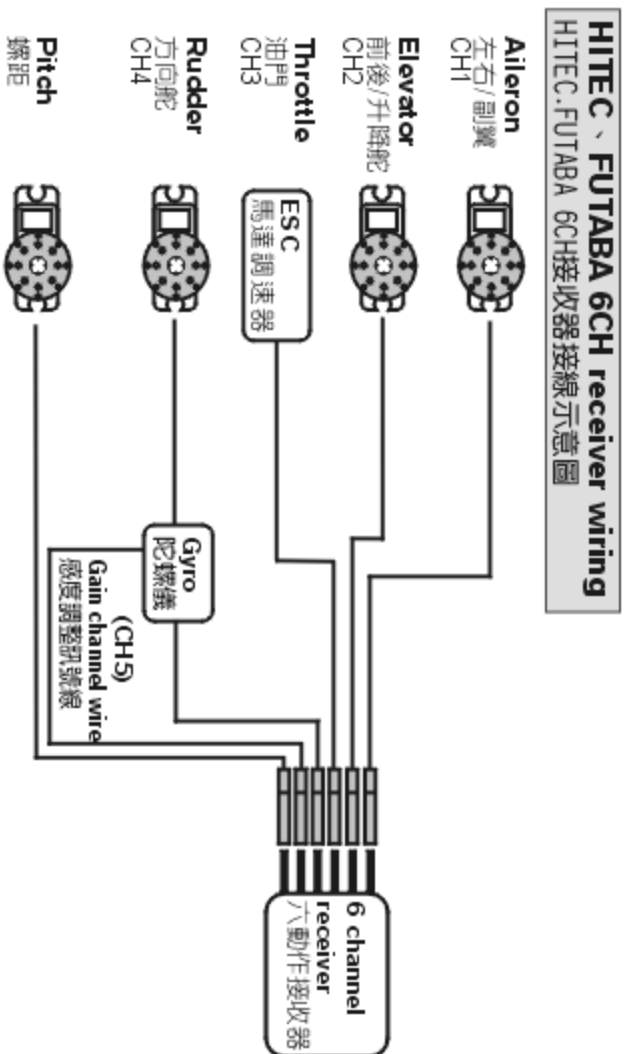 HITEC、FUTABA 6CH receiver wiring
HITEC.FUTABA 6CH接收器接線示意圖
Aileron
左右/副翼
CH1
Elevator
前後/升降舵
CH2
Throttle
油門
CH3
Rudder
方向舵
CH4
Pitch
螺距
ESC
馬達調速器
Gyro
陀螺儀
(CH5)
Gain channel wire
感度調整訊號線
6 channel
receiver
六動作接收器